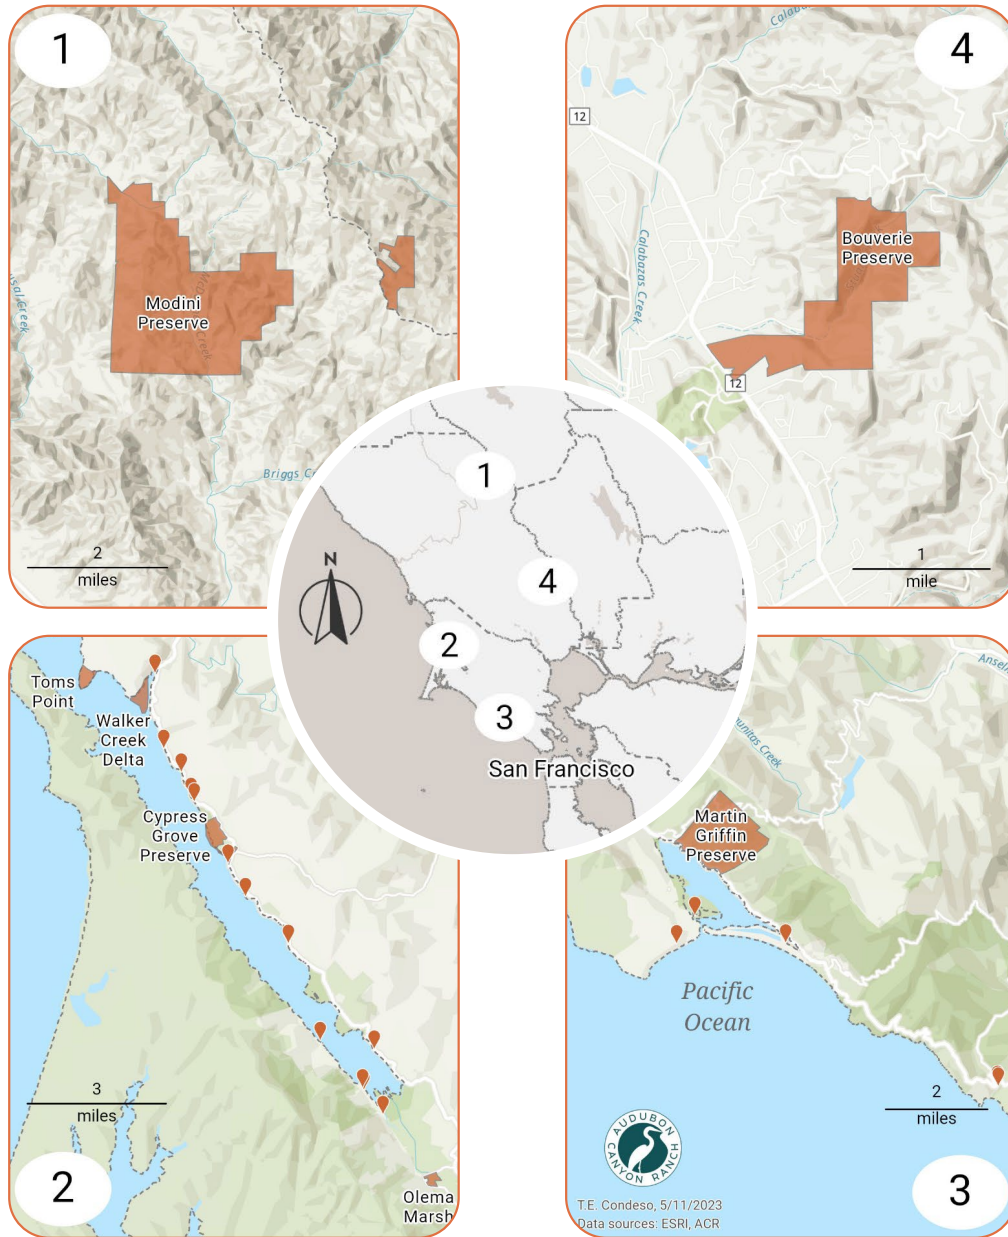 1
Modini
Preserve
Creek
Briggs
2
miles
4
12
Calabazas Creek
Bouverie
Preserve
12
1
mile
N
1
4
2
3
San Francisco
Toms
Point
Walker
Creek
Delta
Cypress
Grove
Preserve
3
miles
2
Olema
Marsh
Creek
Martin
Griffin
Preserve
Pacific
Ocean
2
miles
AUDUBON
CANYON RANCH
T.E. Condeso, 5/11/2023
Data sources: ESRI, ACR
3